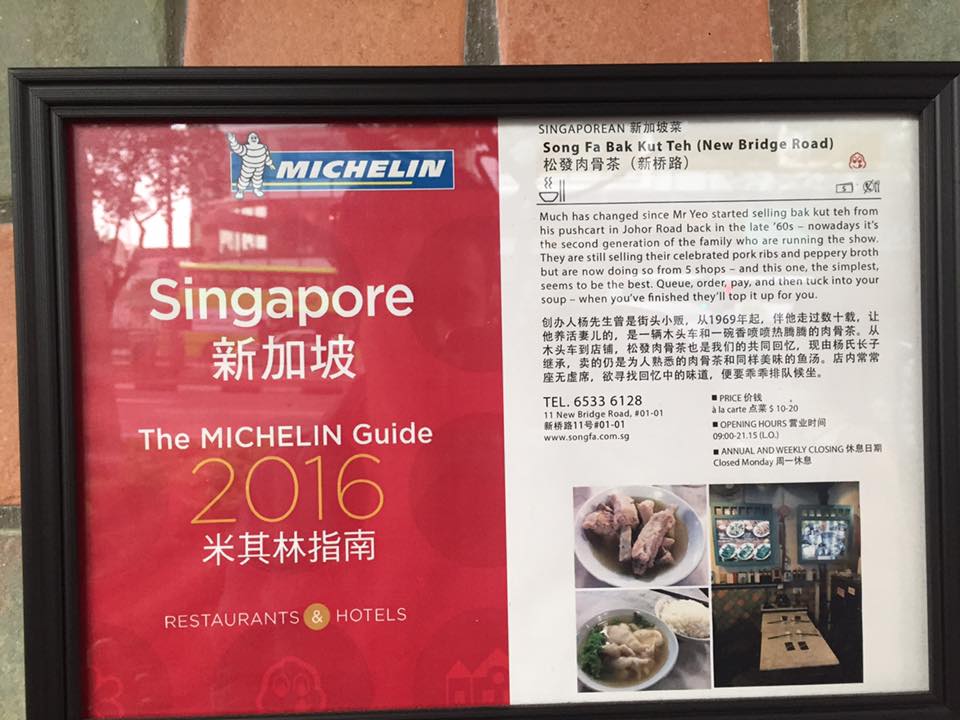 MICHELIN
Singapore
新加坡
The MICHELIN Guide
2016
米其林指南
RESTAURANTS & HOTELS
SINGAPOREAN 新加坡菜
Song Fa Bak Kut Teh (New Bridge Road)
松發肉骨茶（新桥路）
Much has changed since Mr Yeo started selling bak kut teh from
his pushcart in Johor Road back in the late '60s – nowadays it's
the second generation of the family who are running the show.
They are still selling their celebrated pork ribs and peppery broth
but are now doing so from 5 shops – and this one, the simplest,
seems to be the best. Queue, order, pay, and then tuck into your
soup – when you've finished they'll top it up for you.
创办人杨先生曾是街头小贩，从1969年起，伴他走过数十载，让
他养活妻儿的，是一辆木头车和一碗香喷喷热腾腾的肉骨茶。从
木头车到店铺，松發肉骨茶也是我们的共同回忆，现由杨氏长子
继承，卖的仍是为人熟悉的肉骨茶和同样美味的鱼汤。店内常常
座无虚席，欲寻找回忆中的味道，便要乖乖排队候坐。
TEL. 6533 6128
11 New Bridge Road, #01-01
新桥路11号#01-01
www.songfa.com.sg
■ PRICE 价钱
à la carte 点菜 $ 10-20
■ OPENING HOURS 营业时间
09:00-21.15 (L.O.)
■ ANNUAL AND WEEKLY CLOSING 休息日期
Closed Monday 周一休息